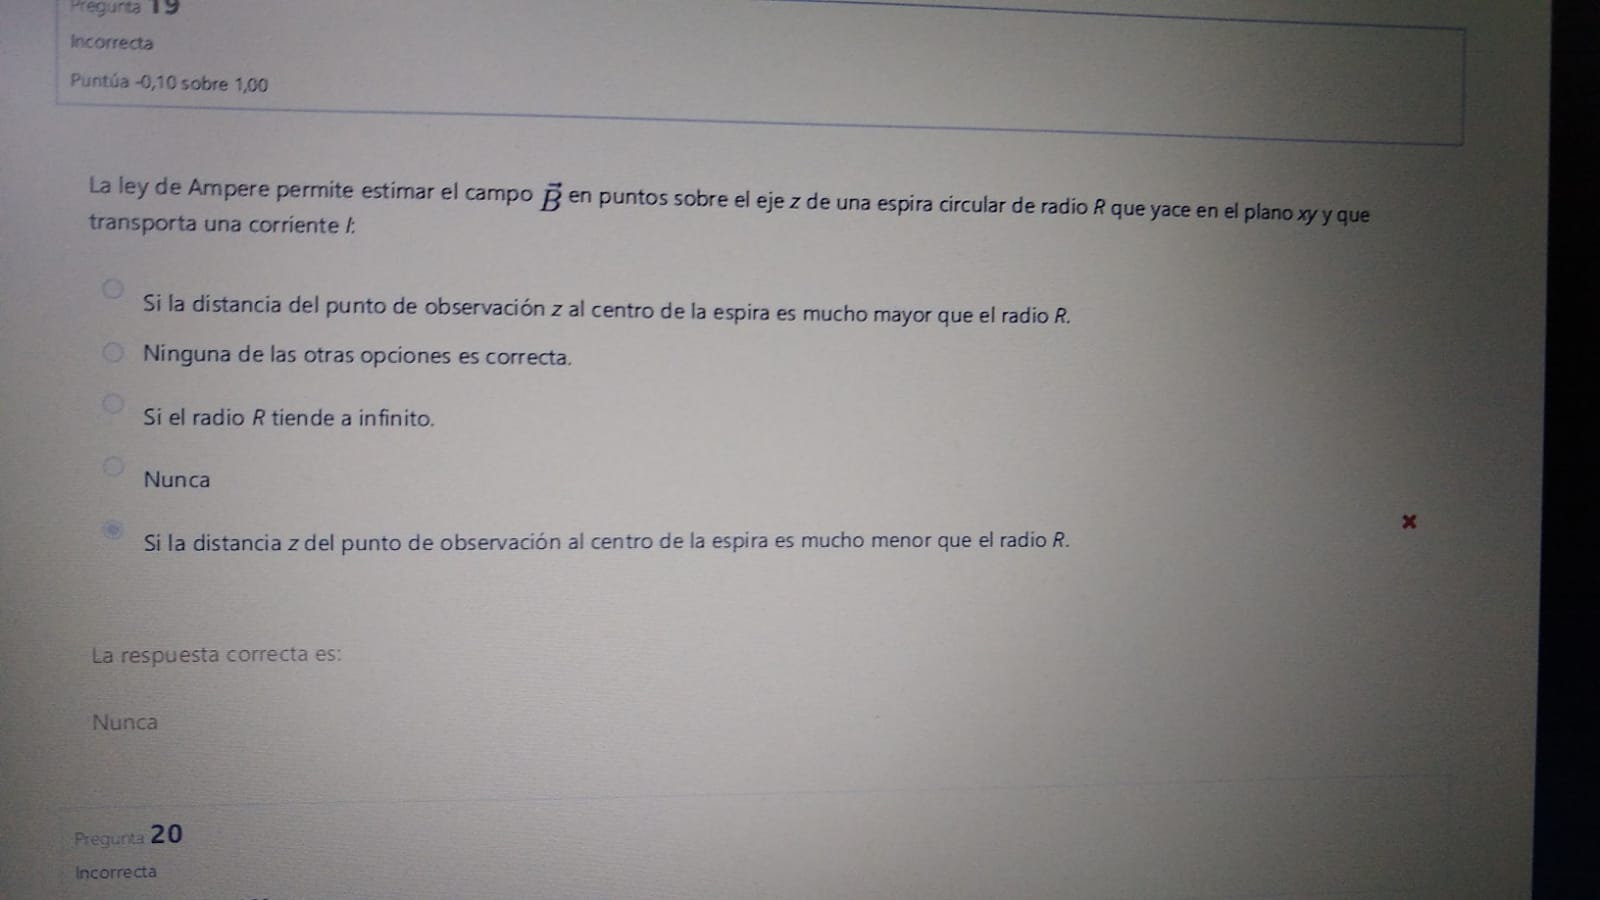 Pregunta 19
Incorrecta
Puntúa -0,10 sobre 1,00
La ley de Ampere permite estimar el campo B⃗ en puntos sobre el eje z de una espira circular de radio R que yace en el plano xy y que
transporta una corriente I:
Si la distancia del punto de observación z al centro de la espira es mucho mayor que el radio R.
Ninguna de las otras opciones es correcta.
Si el radio R tiende a infinito.
Nunca
Si la distancia z del punto de observación al centro de la espira es mucho menor que el radio R.
La respuesta correcta es:
Nunca
Pregunta 20
Incorrecta